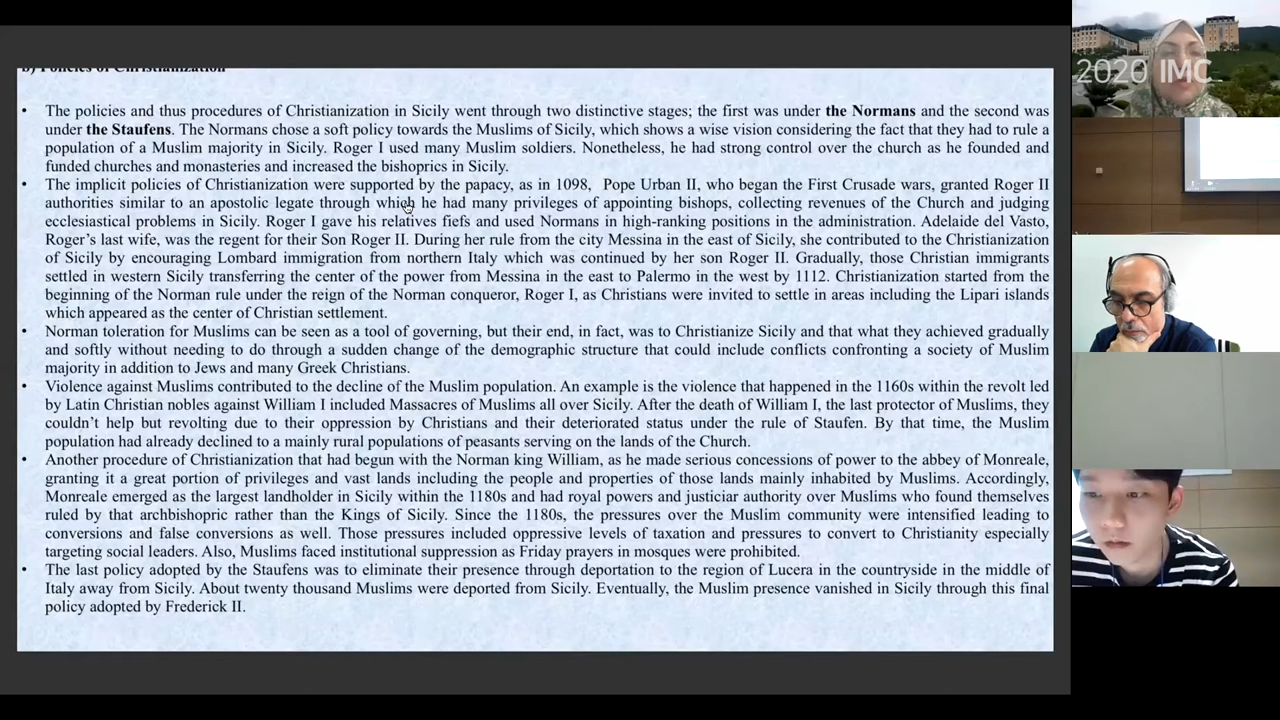 b) Policies of Christianization
• The policies and thus procedures of Christianization in Sicily went through two distinctive stages; the first was under the Normans and the second was
under the Staufens. The Normans chose a soft policy towards the Muslims of Sicily, which shows a wise vision considering the fact that they had to rule a
population of a Muslim majority in Sicily. Roger I used many Muslim soldiers. Nonetheless, he had strong control over the church as he founded and
funded churches and monasteries and increased the bishoprics in Sicily.
• The implicit policies of Christianization were supported by the papacy, as in 1098, Pope Urban II, who began the First Crusade wars, granted Roger II
authorities similar to an apostolic legate through which he had many privileges of appointing bishops, collecting revenues of the Church and judging
ecclesiastical problems in Sicily. Roger I gave his relatives fiefs and used Normans in high-ranking positions in the administration. Adelaide del Vasto,
Roger's last wife, was the regent for their Son Roger II. During her rule from the city Messina in the east of Sicily, she contributed to the Christianization
of Sicily by encouraging Lombard immigration from northern Italy which was continued by her son Roger II. Gradually, those Christian immigrants
settled in western Sicily transferring the center of the power from Messina in the east to Palermo in the west by 1112. Christianization started from the
beginning of the Norman rule under the reign of the Norman conqueror, Roger I, as Christians were invited to settle in areas including the Lipari islands
which appeared as the center of Christian settlement.
• Norman toleration for Muslims can be seen as a tool of governing, but their end, in fact, was to Christianize Sicily and that what they achieved gradually
and softly without needing to do through a sudden change of the demographic structure that could include conflicts confronting a society of Muslim
majority in addition to Jews and many Greek Christians.
• Violence against Muslims contributed to the decline of the Muslim population. An example is the violence that happened in the 1160s within the revolt led
by Latin Christian nobles against William I included Massacres of Muslims all over Sicily. After the death of William I, the last protector of Muslims, they
couldn't help but revolting due to their oppression by Christians and their deteriorated status under the rule of Staufen. By that time, the Muslim
population had already declined to a mainly rural populations of peasants serving on the lands of the Church.
• Another procedure of Christianization that had begun with the Norman king William, as he made serious concessions of power to the abbey of Monreale,
granting it a great portion of privileges and vast lands including the people and properties of those lands mainly inhabited by Muslims. Accordingly,
Monreale emerged as the largest landholder in Sicily within the 1180s and had royal powers and justiciar authority over Muslims who found themselves
ruled by that archbishopric rather than the Kings of Sicily. Since the 1180s, the pressures over the Muslim community were intensified leading to
conversions and false conversions as well. Those pressures included oppressive levels of taxation and pressures to convert to Christianity especially
targeting social leaders. Also, Muslims faced institutional suppression as Friday prayers in mosques were prohibited.
• The last policy adopted by the Staufens was to eliminate their presence through deportation to the region of Lucera in the countryside in the middle of
Italy away from Sicily. About twenty thousand Muslims were deported from Sicily. Eventually, the Muslim presence vanished in Sicily through this final
policy adopted by Frederick II.
2020 IMC